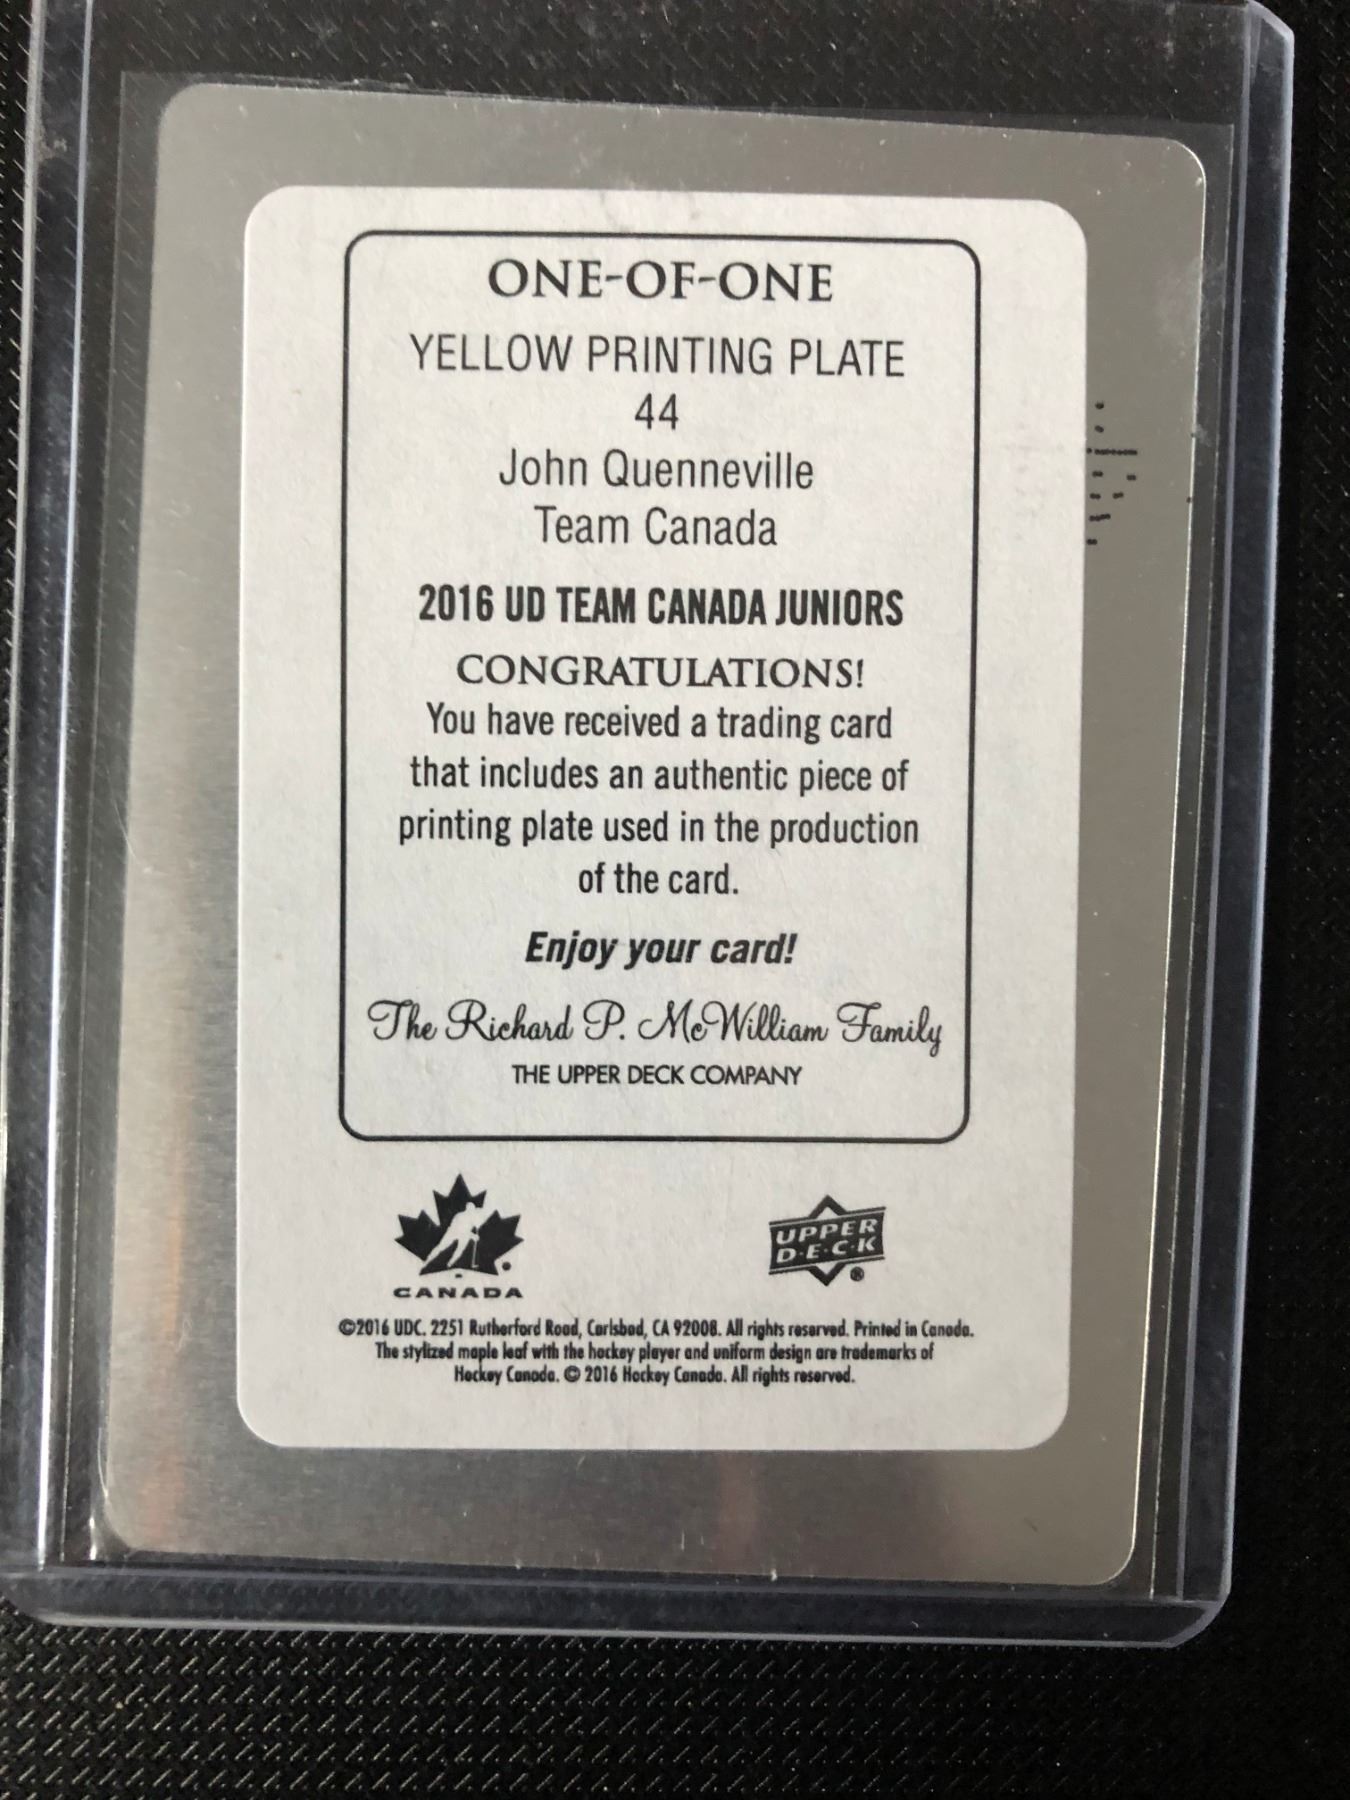 ONE-OF-ONE
YELLOW PRINTING PLATE
44
John Quenneville
Team Canada
2016 UD TEAM CANADA JUNIORS
CONGRATULATIONS!
You have received a trading card
that includes an authentic piece of
printing plate used in the production
of the card.
Enjoy your card!
The Richard P. McWilliam Family
THE UPPER DECK COMPANY
CANADA
UPPER
D·E·C·K
®
©2016 UDC. 2251 Rutherford Road, Carlsbad, CA 92008. All rights reserved. Printed in Canada.
The stylized maple leaf with the hockey player and uniform design are trademarks of
Hockey Canada. © 2016 Hockey Canada. All rights reserved.